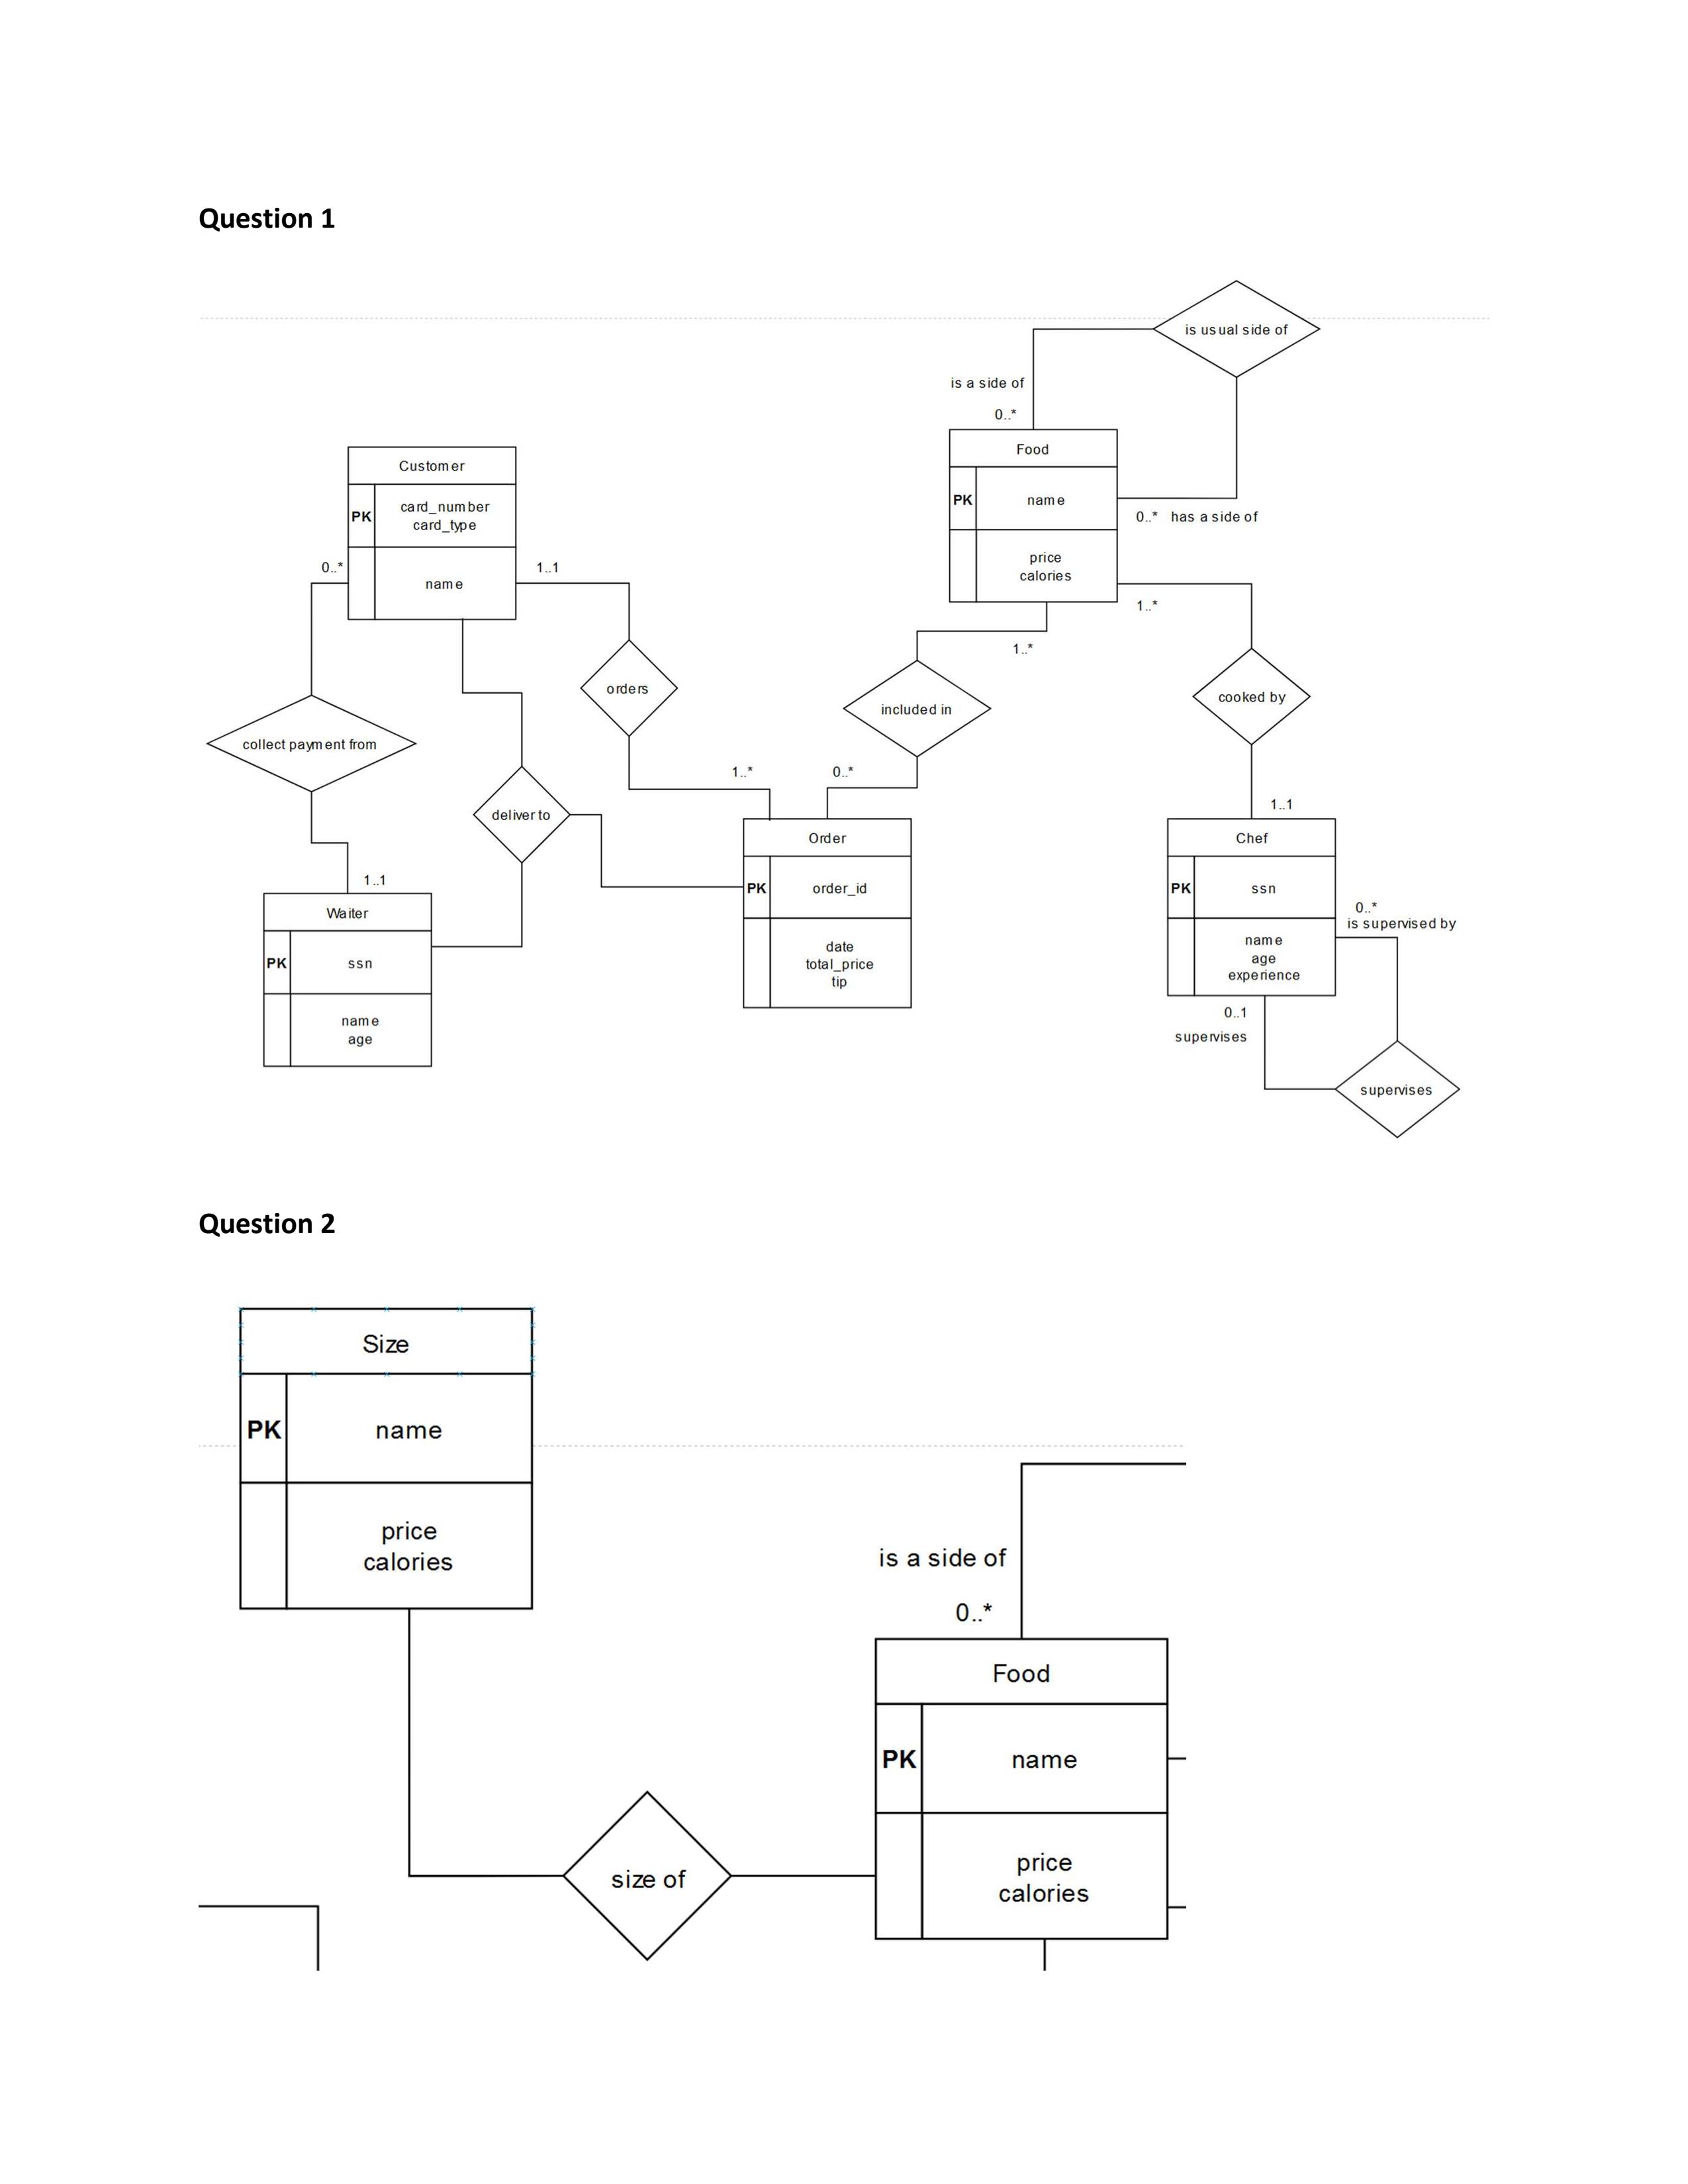 Question 1
is usual side of
is a side of
0..*
Food
PK
name
0..* has a side of
price
calories
1..*
1..*
Customer
PK
card_number
card_type
name
0..*
1..1
orders
included in
cooked by
collect payment from
deliver to
1..*
0..*
1..1
Order
PK
order_id
date
total_price
tip
Chef
PK
ssn
name
age
experience
0..*
is supervised by
0..1
supervises
supervises
1..1
Waiter
PK
ssn
name
age
Question 2
Size
PK
name
price
calories
is a side of
0..*
Food
PK
name
price
calories
size of